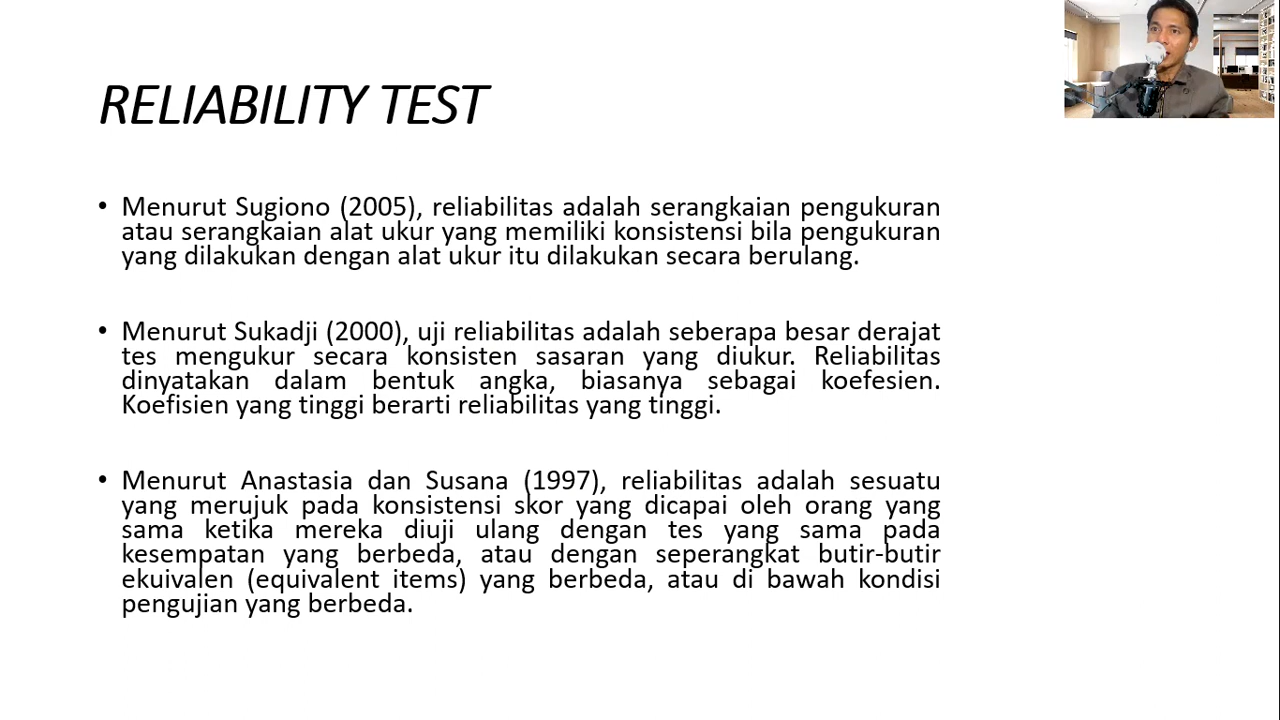 RELIABILITY TEST
• Menurut Sugiono (2005), reliabilitas adalah serangkaian pengukuran
atau serangkaian alat ukur yang memiliki konsistensi bila pengukuran
yang dilakukan dengan alat ukur itu dilakukan secara berulang.
• Menurut Sukadji (2000), uji reliabilitas adalah seberapa besar derajat
tes mengukur secara konsisten sasaran yang diukur. Reliabilitas
dinyatakan dalam bentuk angka, biasanya sebagai koefesien.
Koefisien yang tinggi berarti reliabilitas yang tinggi.
• Menurut Anastasia dan Susana (1997), reliabilitas adalah sesuatu
yang merujuk pada konsistensi skor yang dicapai oleh orang yang
sama ketika mereka diuji ulang dengan tes yang sama pada
kesempatan yang berbeda, atau dengan seperangkat butir-butir
ekuivalen (equivalent items) yang berbeda, atau di bawah kondisi
pengujian yang berbeda.